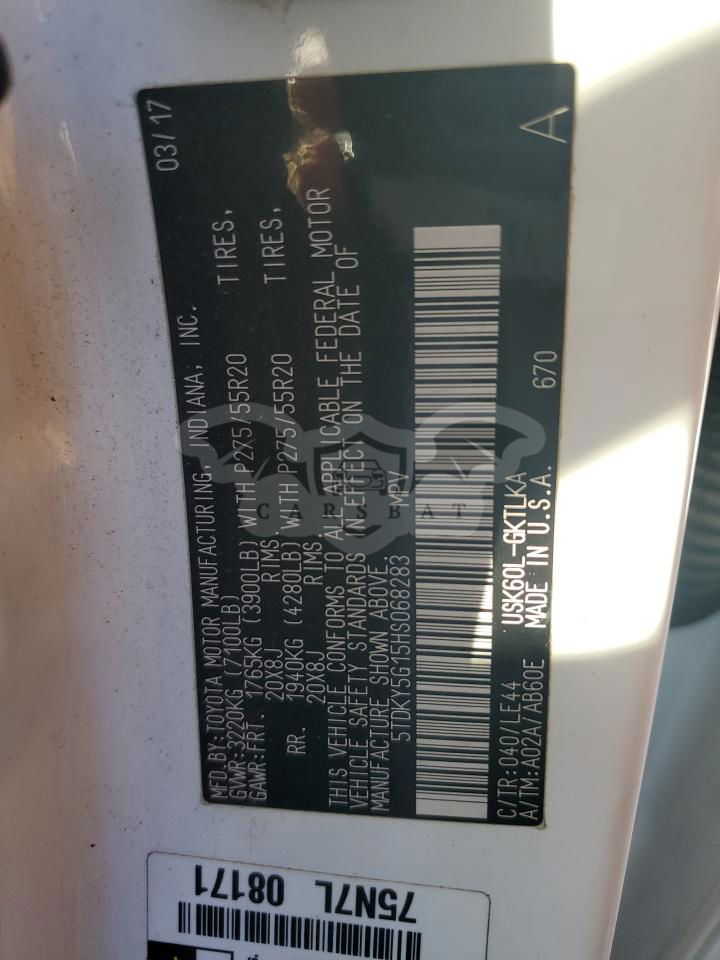 MFD. BY: TOYOTA MOTOR MANUFACTURING, INDIANA, INC. 03/17
GVWR: 3220KG (7100LB)
GAWR: FRT. 1765KG (3900LB) WITH P275/55R20 TIRES,
20X8J RIMS.
RR. 1940KG (4280LB) WITH P275/55R20 TIRES,
20X8J RIMS.
THIS VEHICLE CONFORMS TO ALL APPLICABLE FEDERAL MOTOR
VEHICLE SAFETY STANDARDS IN EFFECT ON THE DATE OF
MANUFACTURE SHOWN ABOVE.
5TDKY5G15HS068283 MPV
C/TR: 040/LE44 USK60L-GKTLKA 670 A
A/TM: A02A/AB60E MADE IN U.S.A.
CARSBAT
75N7L
08171